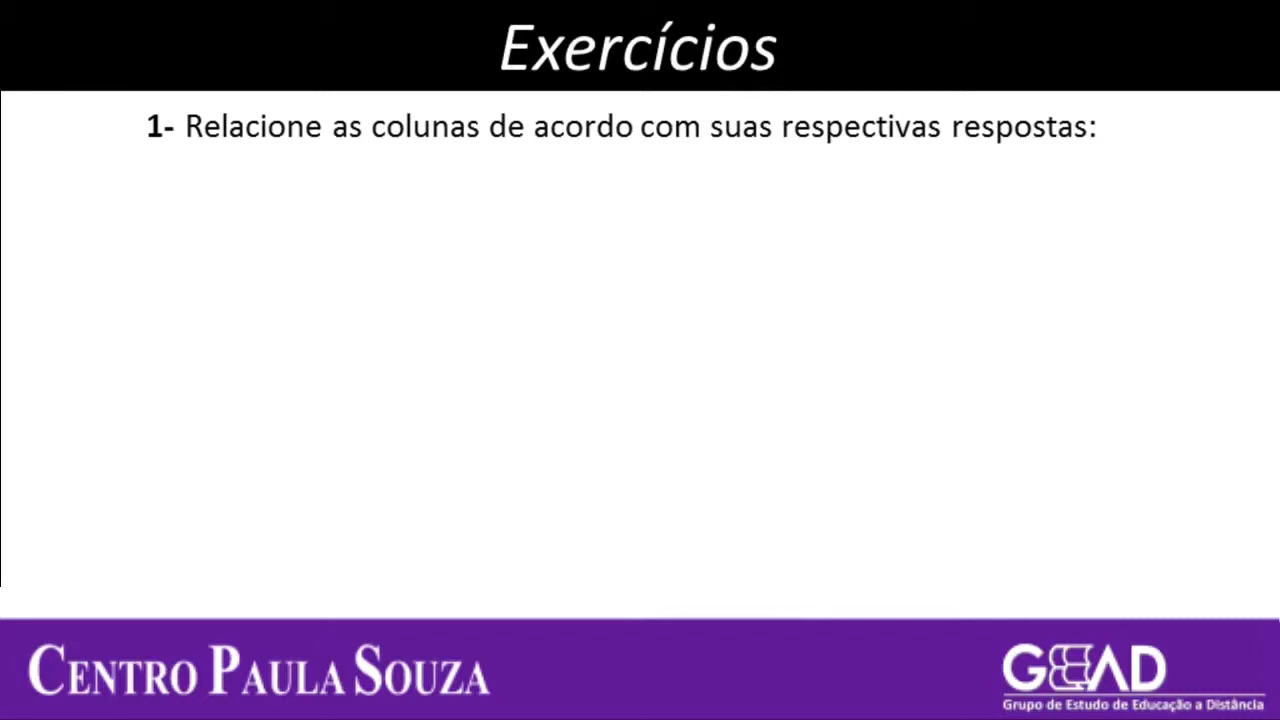 Exercícios
1- Relacione as colunas de acordo com suas respectivas respostas:
CENTRO PAULA SOUZA
GEEAD
Grupo de Estudo de Educação a Distância